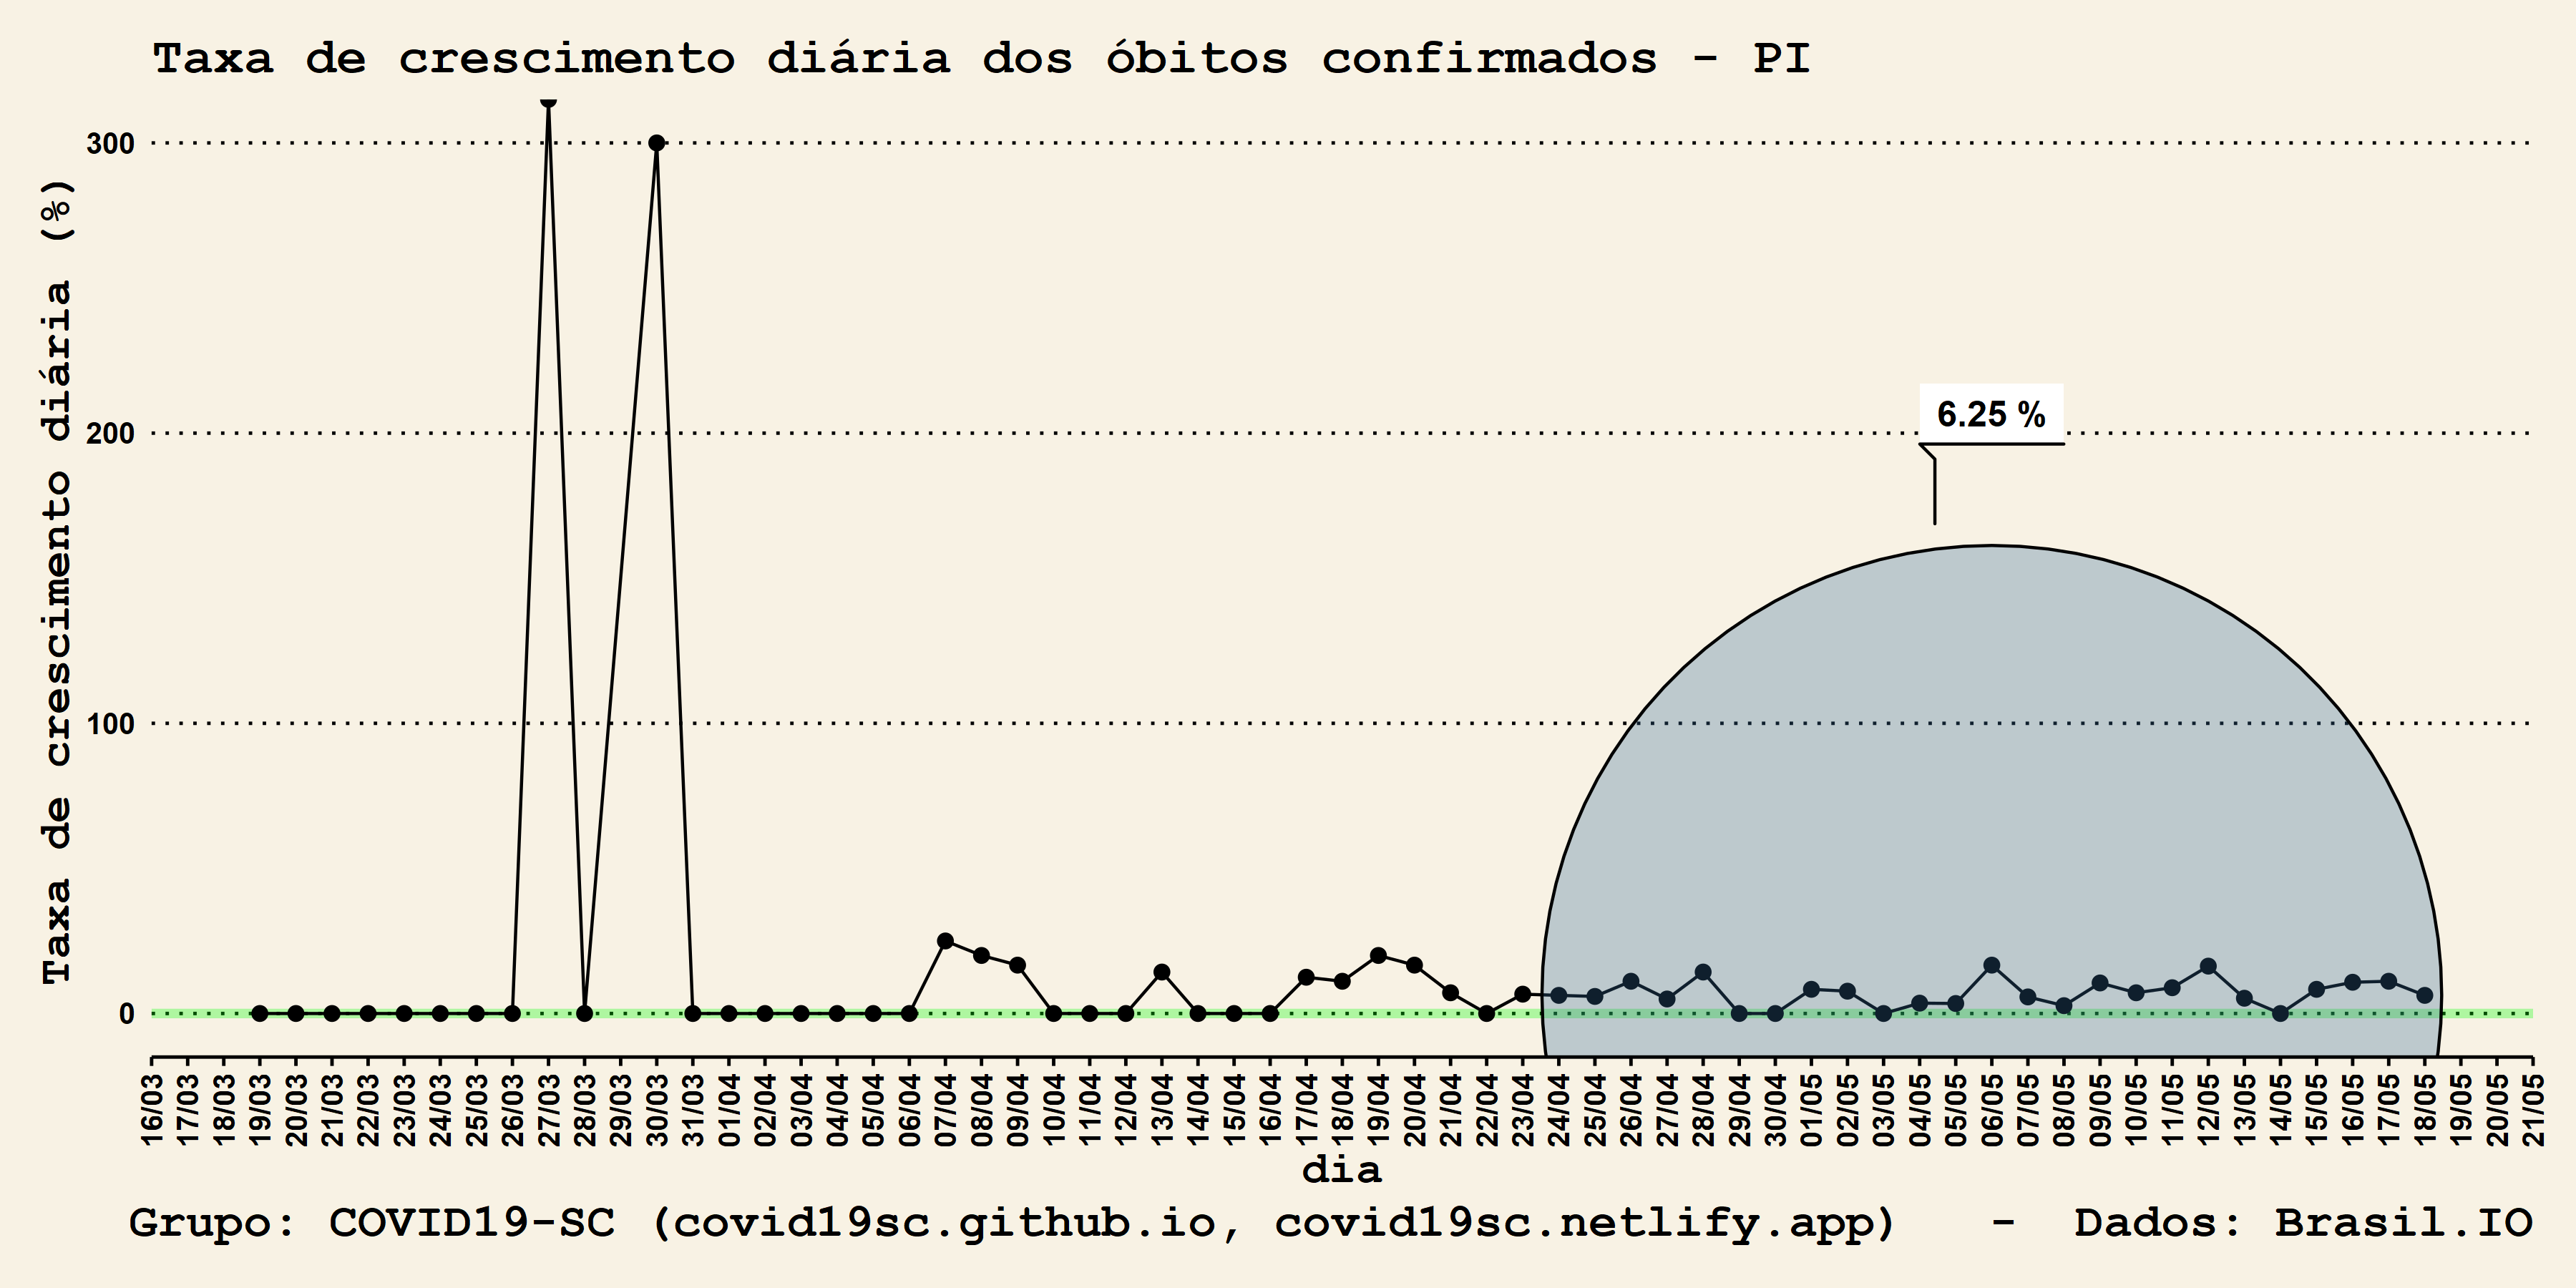 Taxa de crescimento diária dos óbitos confirmados - PI
Taxa de crescimento diária (%)
300
200
100
0
6.25 %
16/03 17/03 18/03 19/03 20/03 21/03 22/03 23/03 24/03 25/03 26/03 27/03 28/03 29/03 30/03 31/03 01/04 02/04 03/04 04/04 05/04 06/04 07/04 08/04 09/04 10/04 11/04 12/04 13/04 14/04 15/04 16/04 17/04 18/04 19/04 20/04 21/04 22/04 23/04 24/04 25/04 26/04 27/04 28/04 29/04 30/04 01/05 02/05 03/05 04/05 05/05 06/05 07/05 08/05 09/05 10/05 11/05 12/05 13/05 14/05 15/05 16/05 17/05 18/05 19/05 20/05 21/05
dia
Grupo: COVID19-SC (covid19sc.github.io, covid19sc.netlify.app) - Dados: Brasil.IO